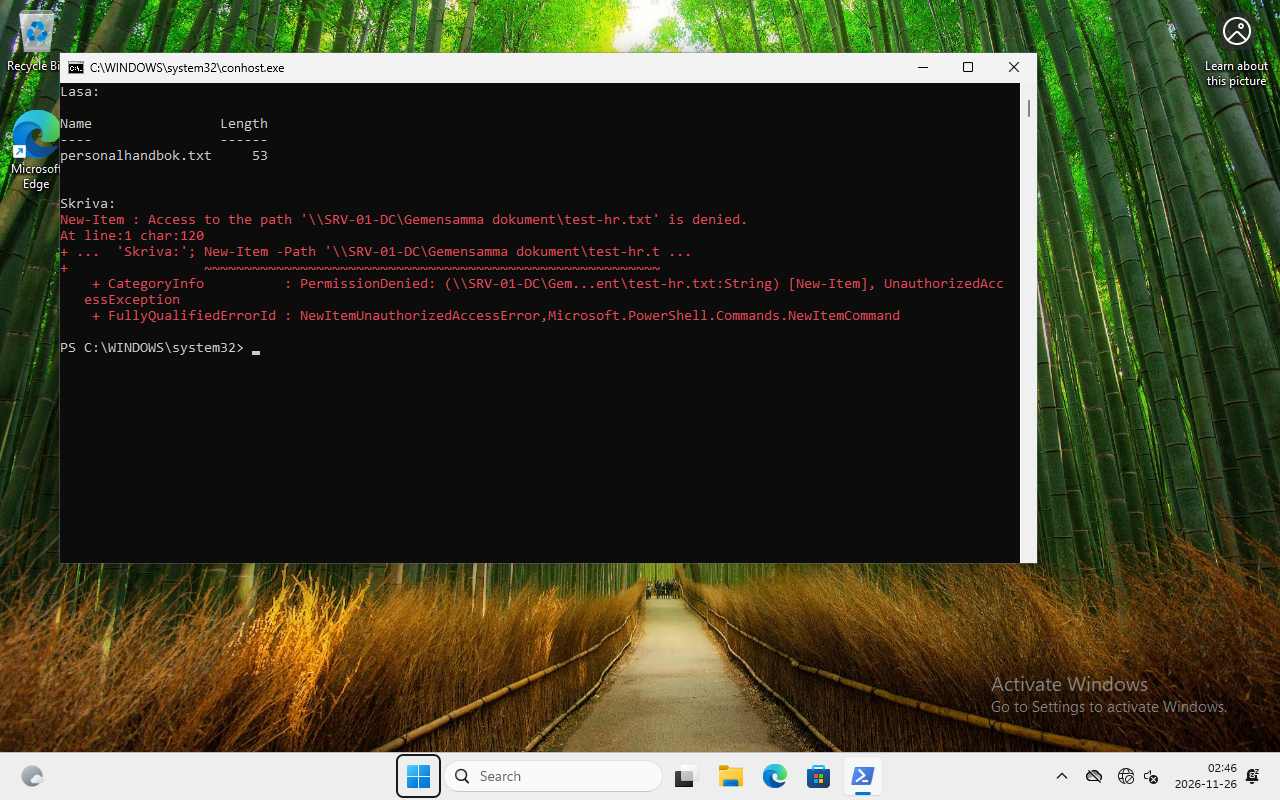 Recycle Bi
Learn about
this picture
Microsoft
Edge
C:\WINDOWS\system32\conhost.exe
Lasa:
Name Length
---- ------
personalhandbok.txt 53
Skriva:
New-Item : Access to the path '\\SRV-01-DC\Gemensamma dokument\test-hr.txt' is denied.
At line:1 char:120
+ ... 'Skriva:'; New-Item -Path '\\SRV-01-DC\Gemensamma dokument\test-hr.t ...
+ ~~~~~~~~~~~~~~~~~~~~~~~~~~~~~~~~~~~~~~~~~~~~~~~~~~~~~~~~~
+ CategoryInfo : PermissionDenied: (\\SRV-01-DC\Gem...ent\test-hr.txt:String) [New-Item], UnauthorizedAcc
essException
+ FullyQualifiedErrorId : NewItemUnauthorizedAccessError,Microsoft.PowerShell.Commands.NewItemCommand
PS C:\WINDOWS\system32>
Activate Windows
Go to Settings to activate Windows.
Search
02:46
2026-11-26